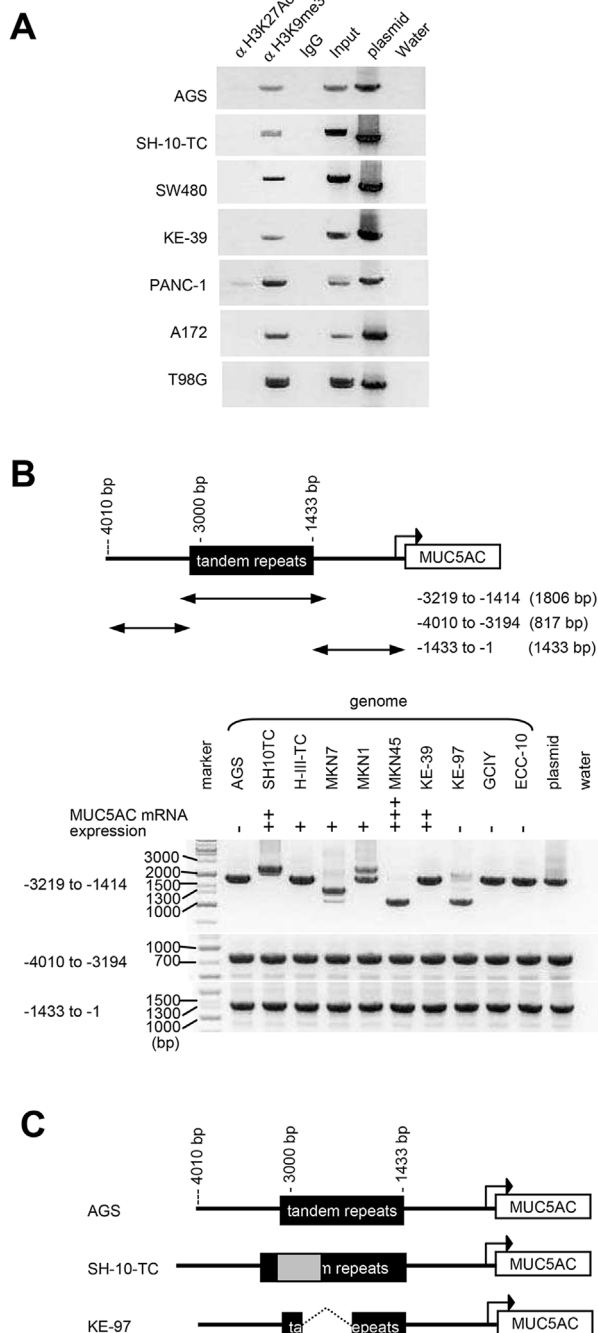 A
α H3K27Ac
α H3K9me3
IgG
Input
plasmid
Water
AGS
SH-10-TC
SW480
KE-39
PANC-1
A172
T98G
B
4010 bp
3000 bp
1433 bp
tandem repeats
MUC5AC
-3219 to -1414 (1806 bp)
-4010 to -3194 (817 bp)
-1433 to -1 (1433 bp)
genome
marker
AGS
SH10TC
H-III-TC
MKN7
MKN1
MKN45
KE-39
KE-97
GCIY
ECC-10
plasmid
water
MUC5AC mRNA
expression
- ++ + + + +++ ++ - - -
-3219 to -1414
3000
2000
1500
1300
1000
-4010 to -3194
1000
700
-1433 to -1
1500
1300
1000
(bp)
C
4010 bp
3000 bp
1433 bp
AGS
tandem repeats
MUC5AC
SH-10-TC
m repeats
MUC5AC
KE-97
ta
epeats
MUC5AC